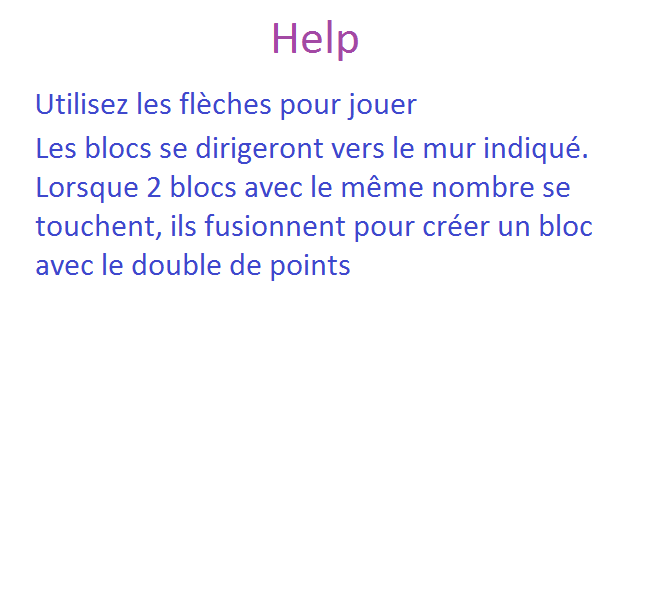 Help
Utilisez les flèches pour jouer
Les blocs se dirigeront vers le mur indiqué.
Lorsque 2 blocs avec le même nombre se
touchent, ils fusionnent pour créer un bloc
avec le double de points